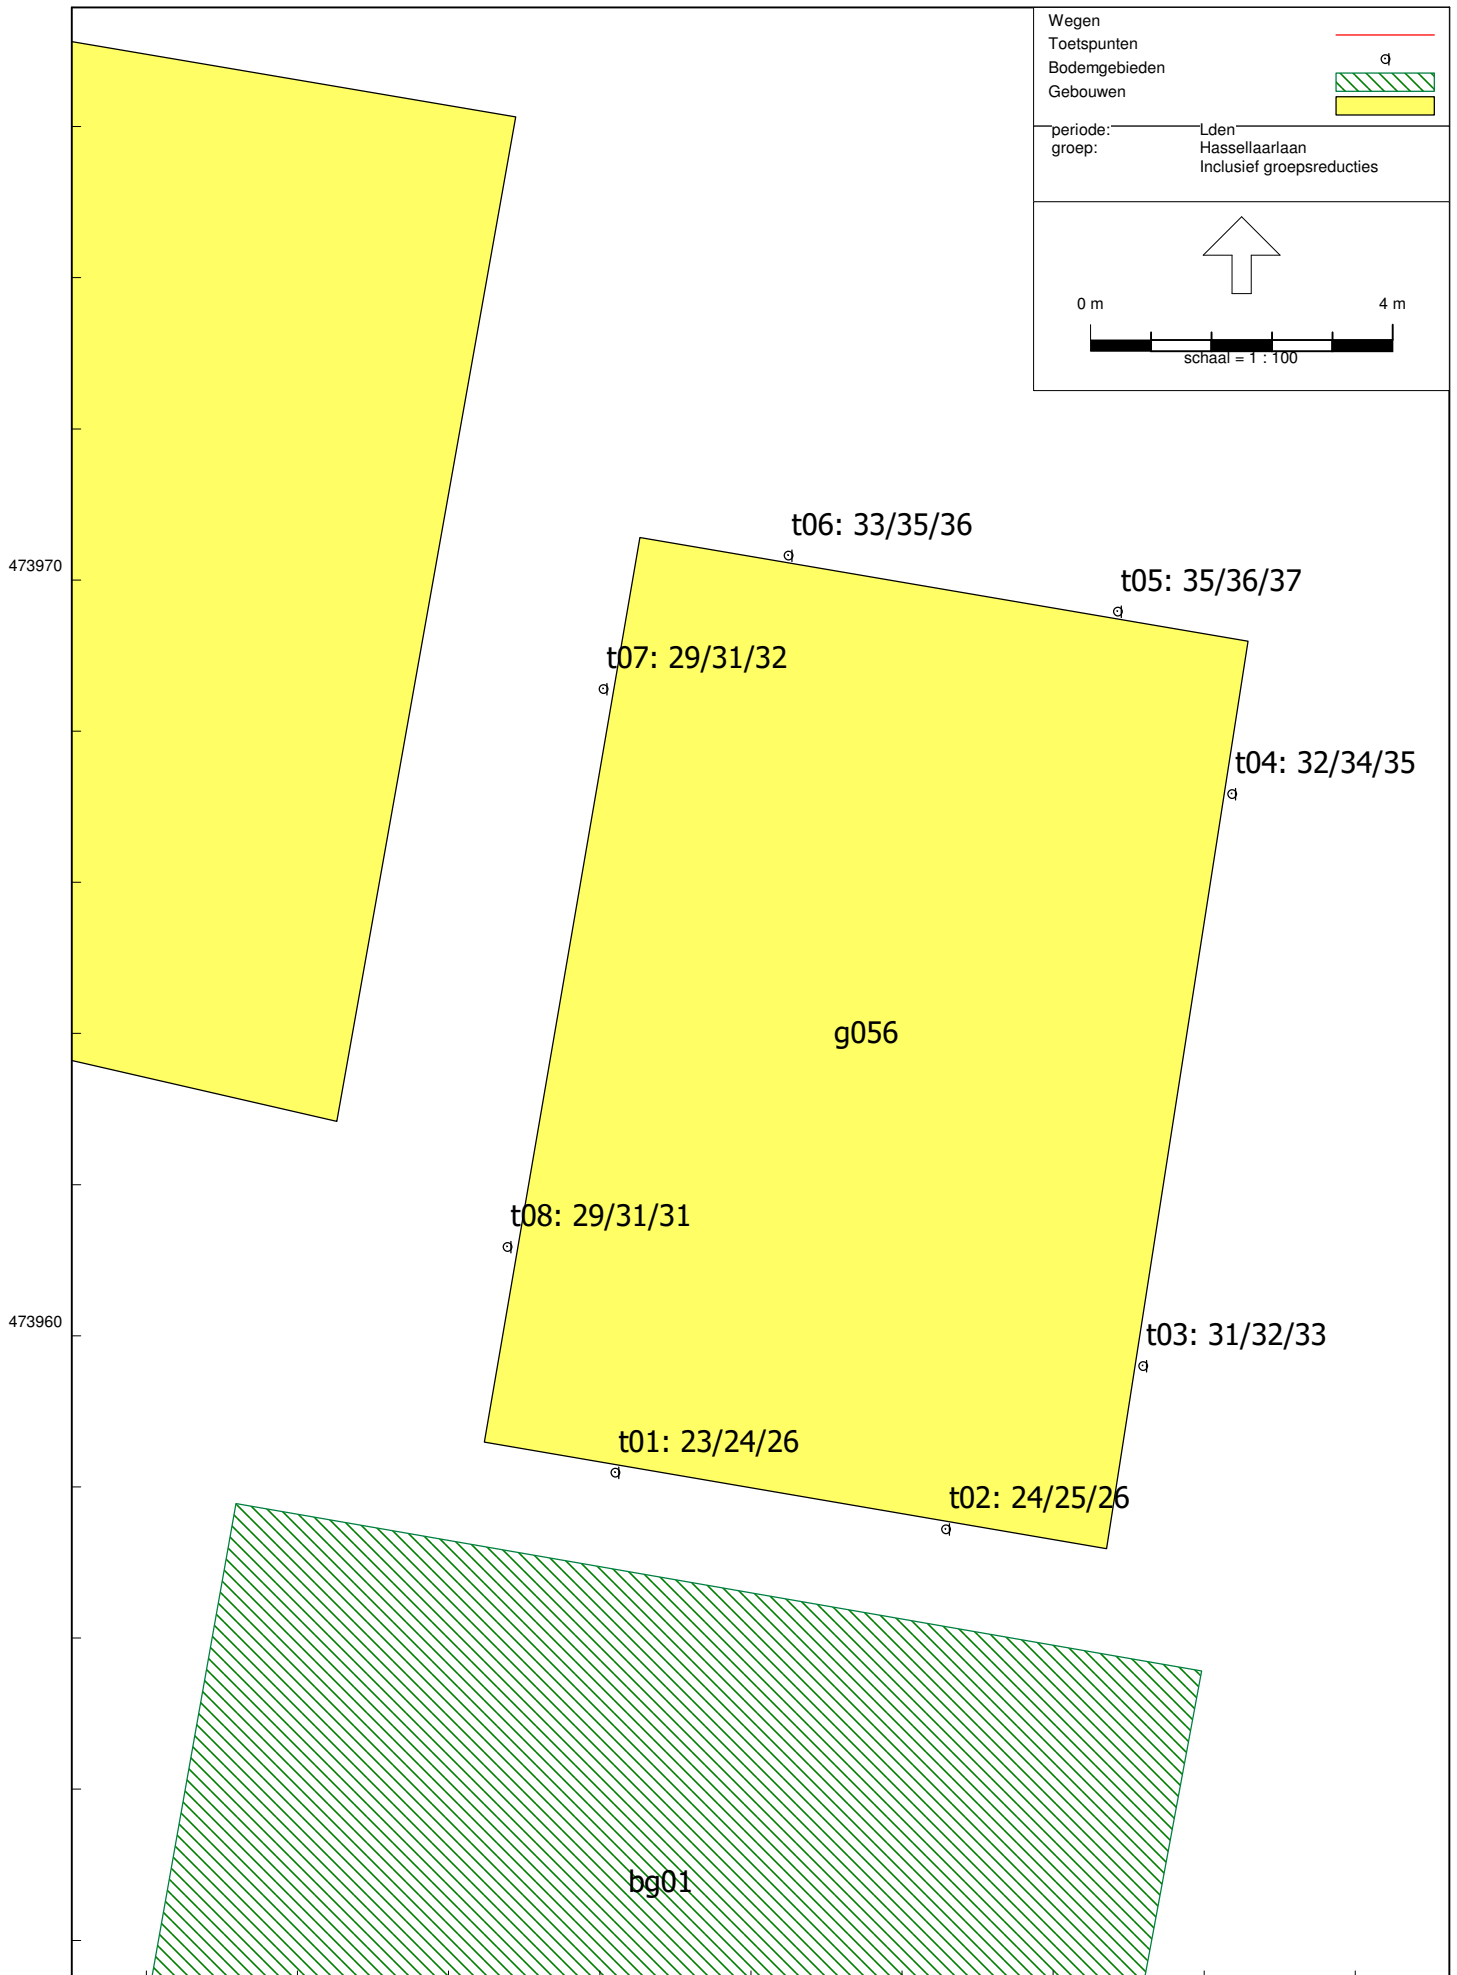 Wegen
Toetspunten
Bodemgebieden
Gebouwen
periode: Lden
groep: Hassellaarlaan
Inclusief groepsreducties
0 m 4 m
schaal = 1 : 100
t06: 33/35/36
473970
t05: 35/36/37
t07: 29/31/32
t04: 32/34/35
g056
t08: 29/31/31
473960
t03: 31/32/33
t01: 23/24/26
t02: 24/25/26
bg01